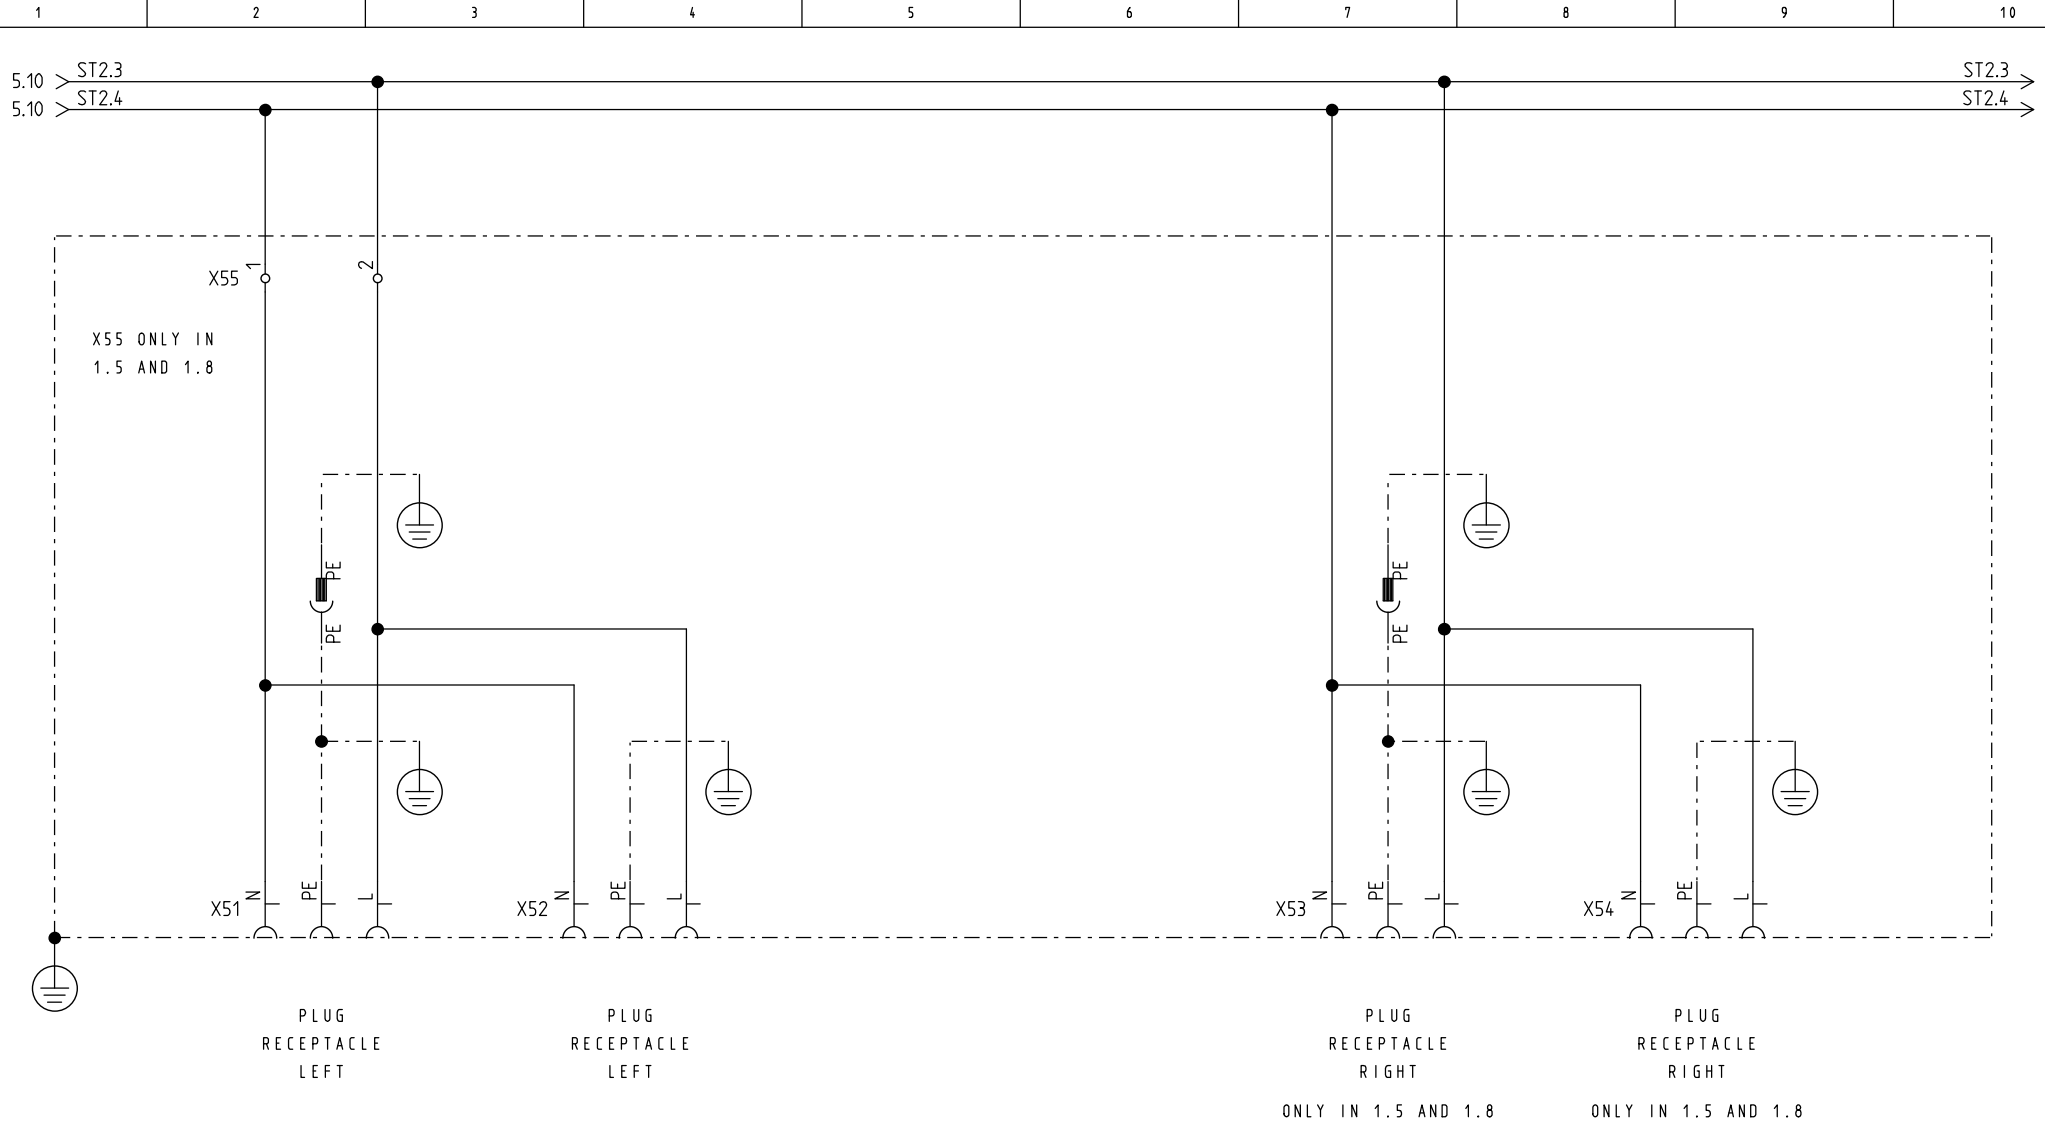 1 2 3 4 5 6 7 8 9 10
5.10 ST2.3 ST2.3
5.10 ST2.4 ST2.4
X55 1 2
X55 ONLY IN
1.5 AND 1.8
PE PE
PE PE
X51 N PE L X52 N PE L X53 N PE L X54 N PE L
PLUG PLUG PLUG PLUG
RECEPTACLE RECEPTACLE RECEPTACLE RECEPTACLE
LEFT LEFT RIGHT RIGHT
ONLY IN 1.5 AND 1.8 ONLY IN 1.5 AND 1.8